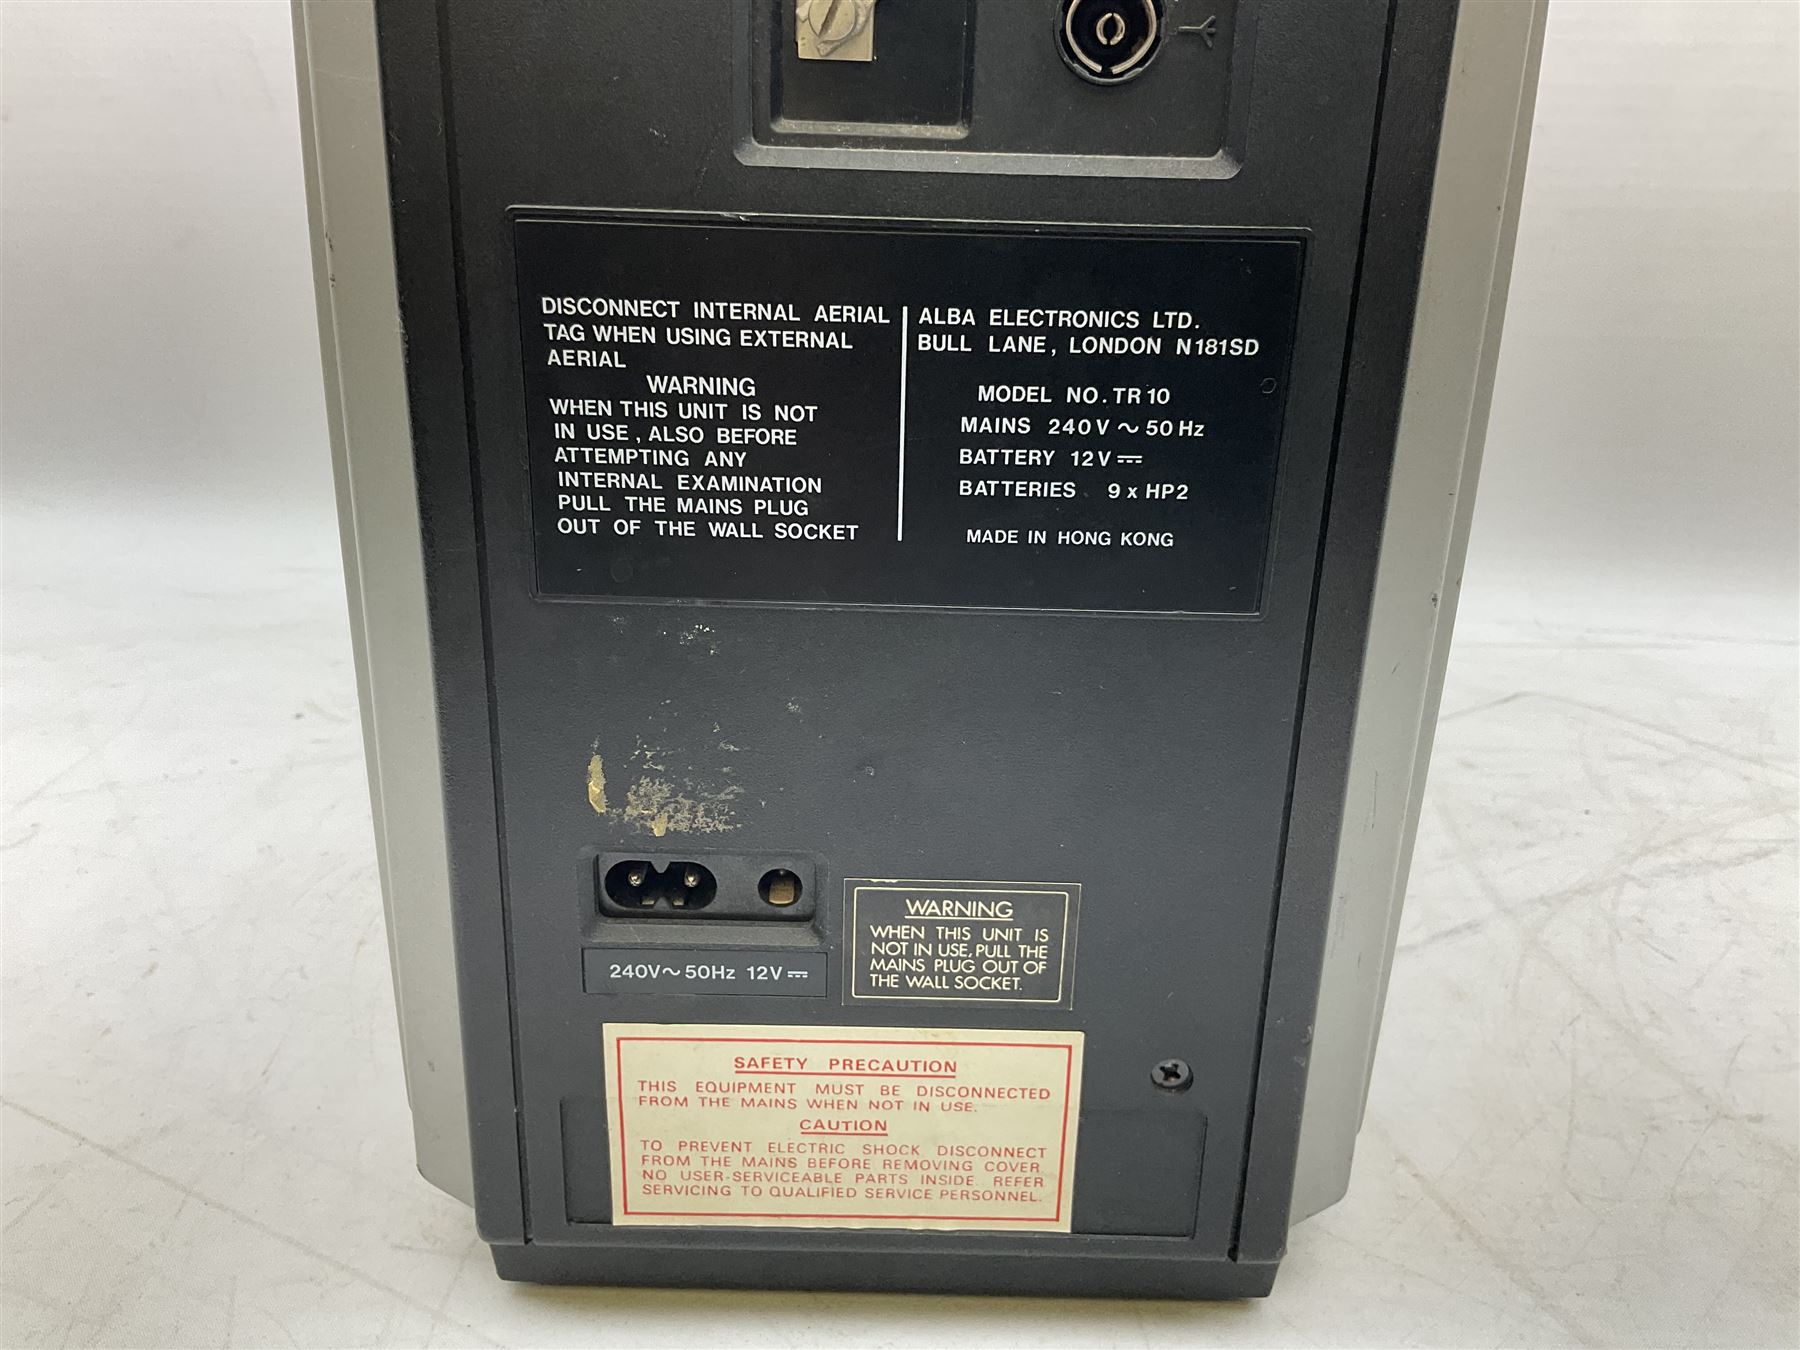 DISCONNECT INTERNAL AERIAL
TAG WHEN USING EXTERNAL
AERIAL
WARNING
WHEN THIS UNIT IS NOT
IN USE, ALSO BEFORE
ATTEMPTING ANY
INTERNAL EXAMINATION
PULL THE MAINS PLUG
OUT OF THE WALL SOCKET
ALBA ELECTRONICS LTD.
BULL LANE, LONDON N181SD
MODEL NO. TR10
MAINS 240V ~ 50Hz
BATTERY 12V ⎓
BATTERIES 9 x HP2
MADE IN HONG KONG
240V ~ 50Hz 12V ⎓
WARNING
WHEN THIS UNIT IS
NOT IN USE, PULL THE
MAINS PLUG OUT OF
THE WALL SOCKET.
SAFETY PRECAUTION
THIS EQUIPMENT MUST BE DISCONNECTED
FROM THE MAINS WHEN NOT IN USE.
CAUTION
TO PREVENT ELECTRIC SHOCK DISCONNECT
FROM THE MAINS BEFORE REMOVING COVER
NO USER-SERVICEABLE PARTS INSIDE. REFER
SERVICING TO QUALIFIED SERVICE PERSONNEL.